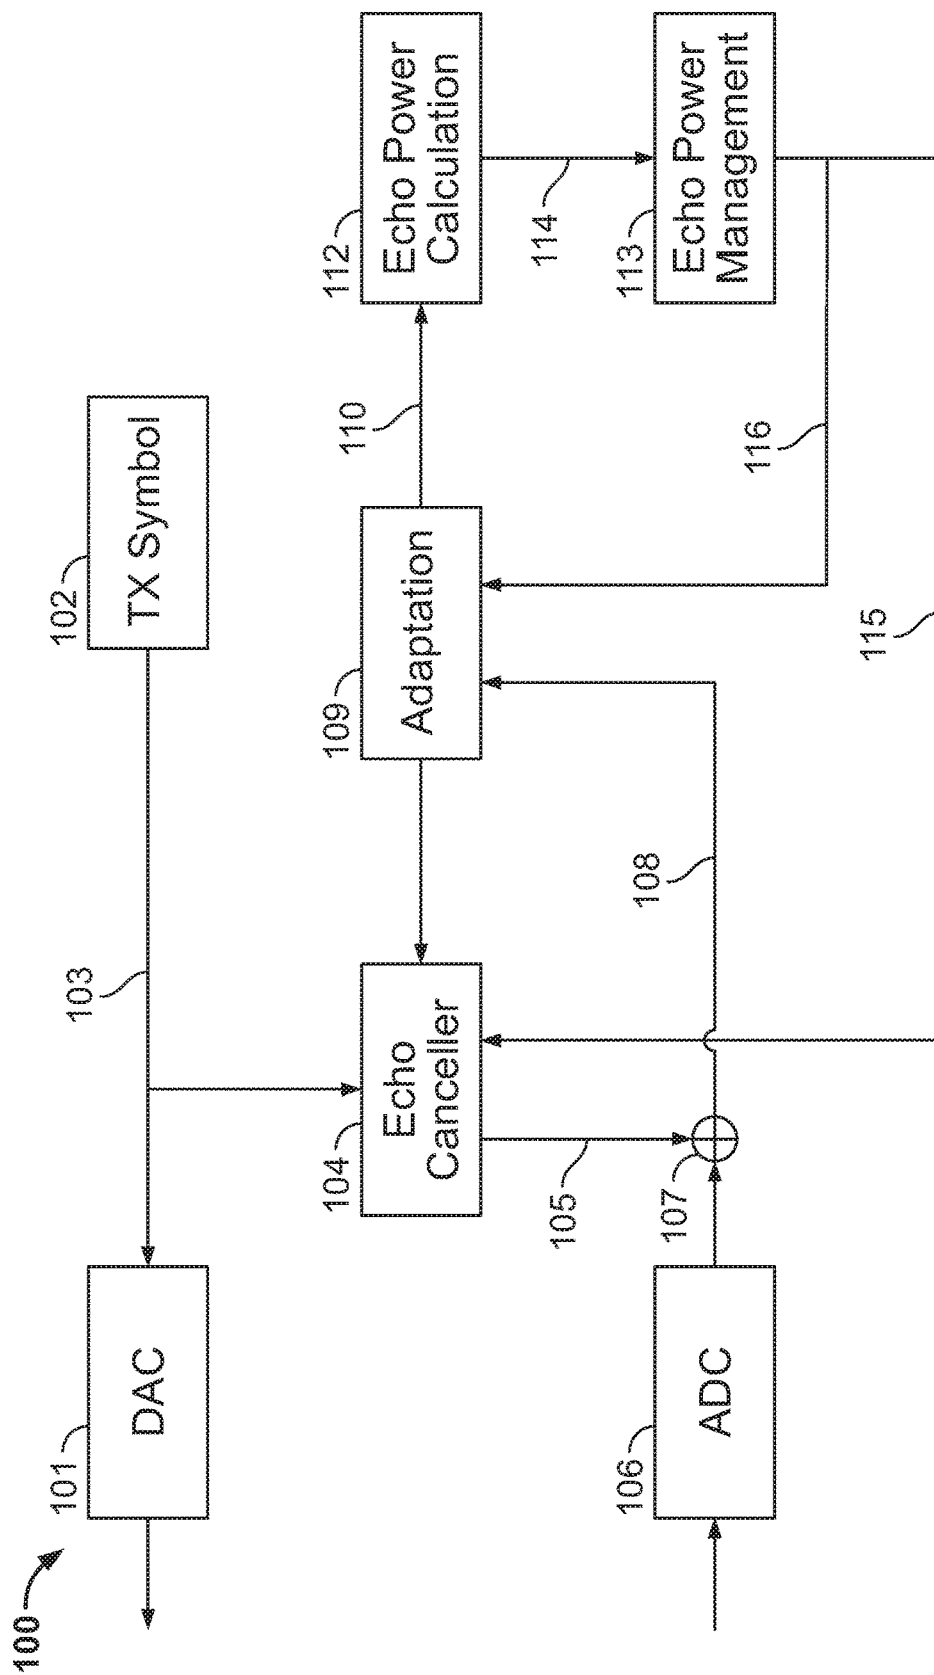 100
101
DAC
103
102
TX Symbol
104
Echo
Canceller
109
Adaptation
110
112
Echo Power
Calculation
105
114
106
ADC
107
108
113
Echo Power
Management
116
115